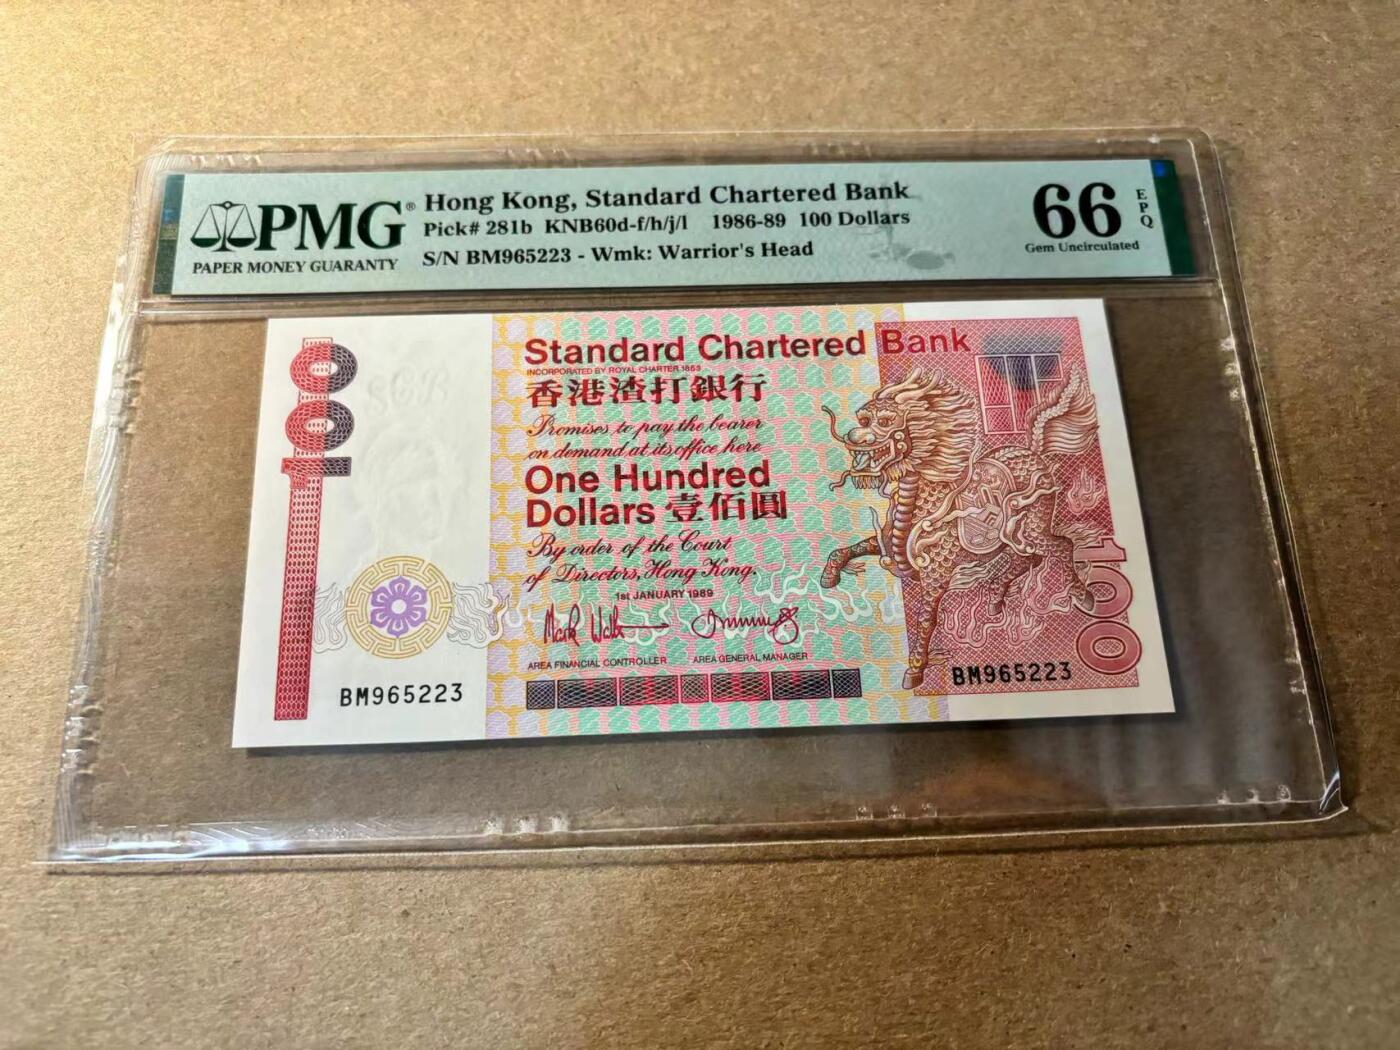 PMG®
PAPER MONEY GUARANTY
Hong Kong, Standard Chartered Bank
Pick# 281b KNB60d-f/h/j/l 1986-89 100 Dollars
S/N BM965223 - Wmk: Warrior's Head
66
EPQ
Gem Uncirculated
100
SCB
Standard Chartered Bank
INCORPORATED BY ROYAL CHARTER 1853
香港渣打銀行
Promises to pay the bearer
on demand at its office here
One Hundred
Dollars 壹佰圓
By order of the Court
of Directors, Hong Kong.
1st JANUARY 1989
AREA FINANCIAL CONTROLLER AREA GENERAL MANAGER
BM965223
BM965223
100